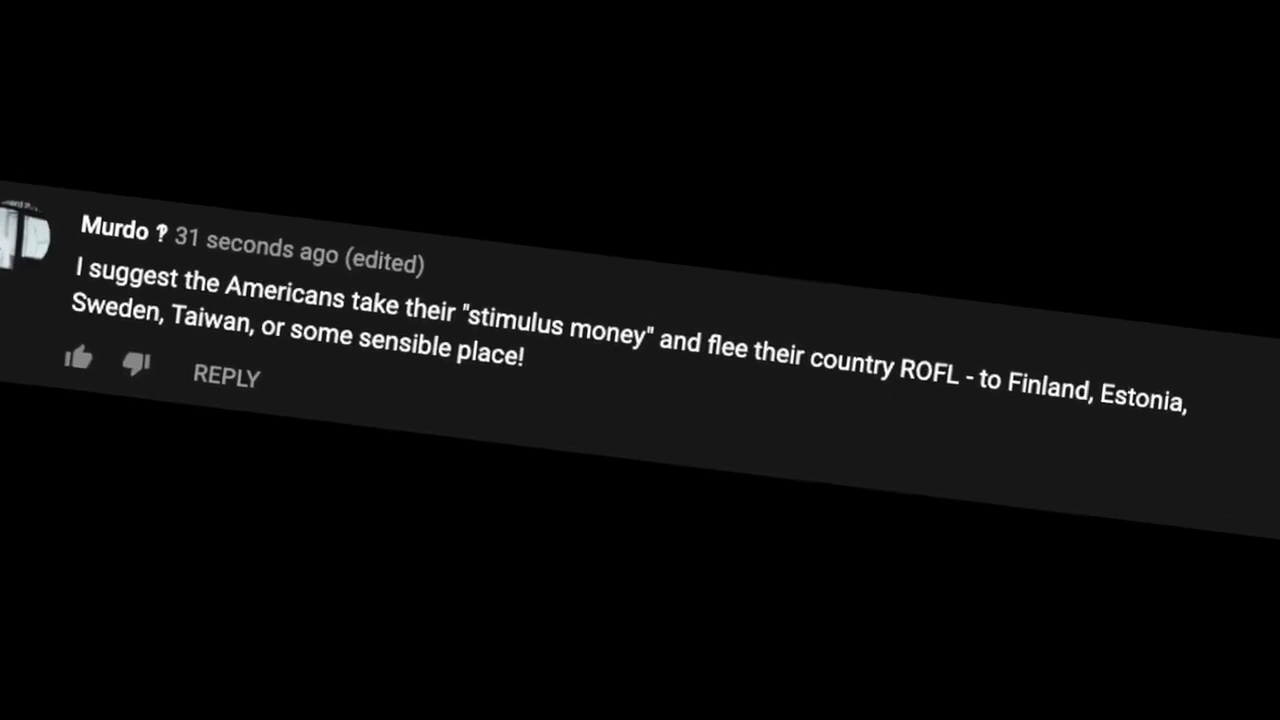 Murdo ‽ 31 seconds ago (edited)
I suggest the Americans take their "stimulus money" and flee their country ROFL - to Finland, Estonia,
Sweden, Taiwan, or some sensible place!
REPLY